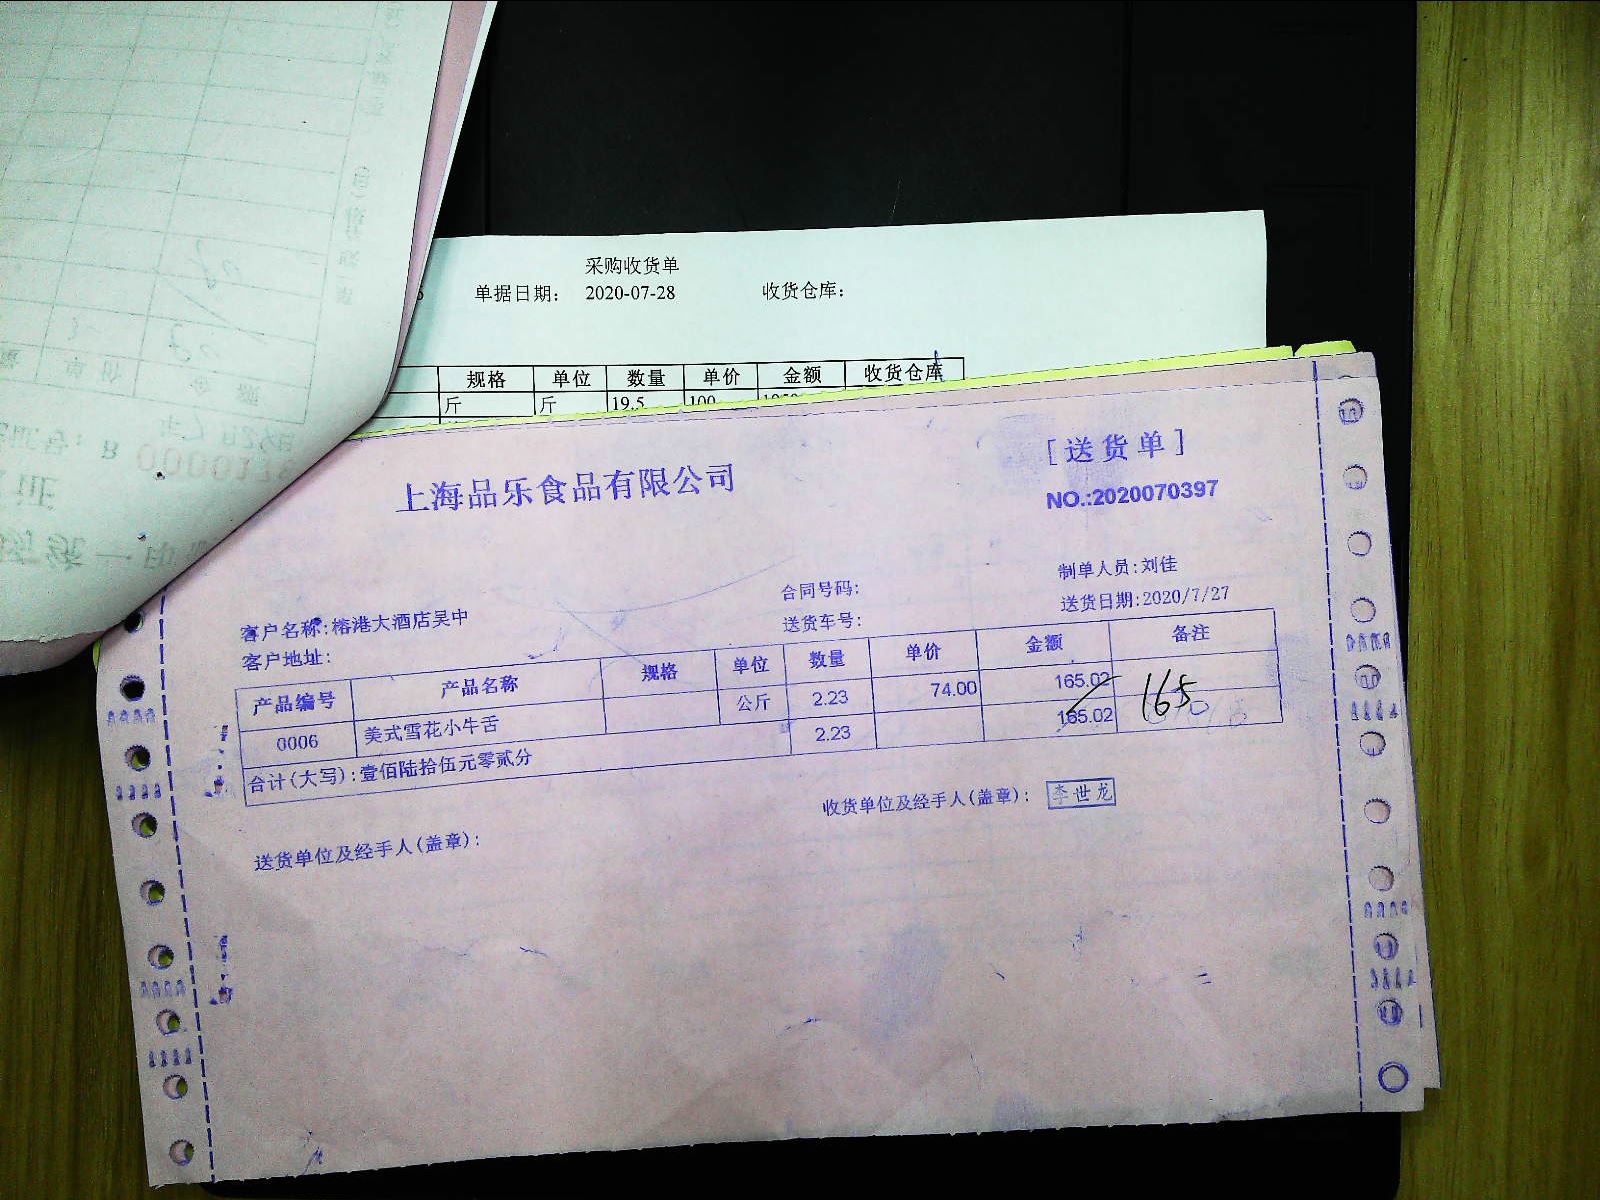 采购收货单
单据日期： 2020-07-28 收货仓库：
规格 单位 数量 单价 金额 收货仓库
斤 斤 19.5 100
上海品乐食品有限公司
[送货单]
NO.:2020070397
合同号码: 制单人员:刘佳
客户名称:榕港大酒店吴中 送货车号: 送货日期:2020/7/27
客户地址:
产品编号 产品名称 规格 单位 数量 单价 金额 备注
0006 美式雪花小牛舌 公斤 2.23 74.00 165.02 165
合计(大写):壹佰陆拾伍元零贰分 2.23 165.02
送货单位及经手人(盖章): 收货单位及经手人(盖章): 李世龙